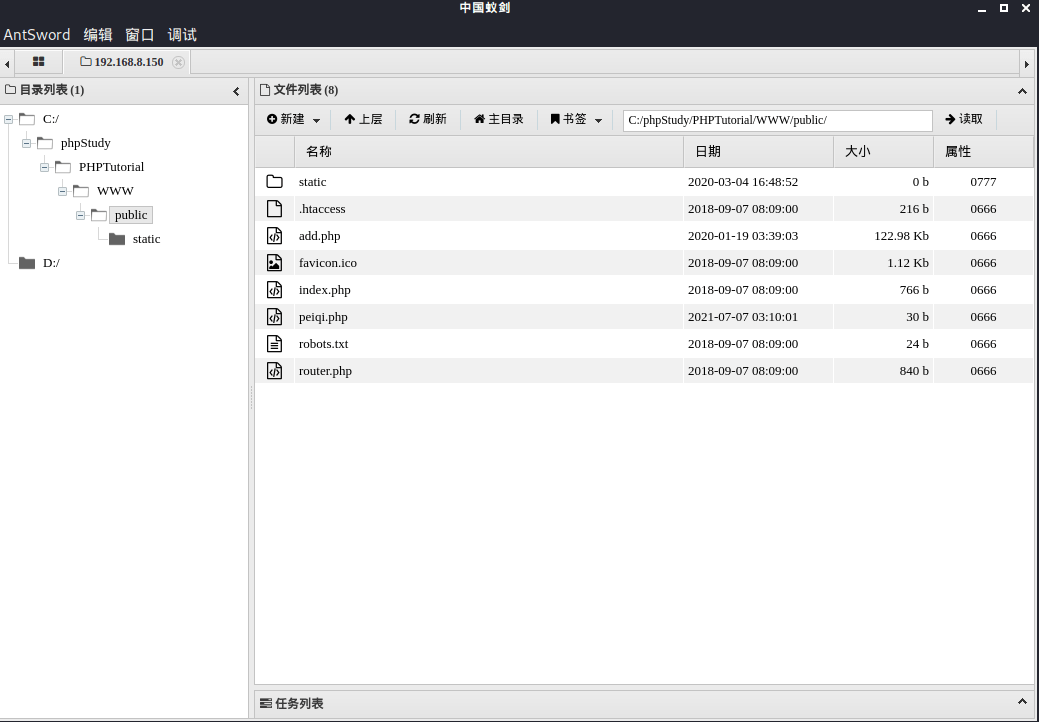 中国蚁剑
AntSword 编辑 窗口 调试
192.168.8.150
目录列表 (1)
C:/
phpStudy
PHPTutorial
WWW
public
static
D:/
文件列表 (8)
新建 上层 刷新 主目录 书签 C:/phpStudy/PHPTutorial/WWW/public/ 读取
名称 日期 大小 属性
static 2020-03-04 16:48:52 0 b 0777
.htaccess 2018-09-07 08:09:00 216 b 0666
add.php 2020-01-19 03:39:03 122.98 Kb 0666
favicon.ico 2018-09-07 08:09:00 1.12 Kb 0666
index.php 2018-09-07 08:09:00 766 b 0666
peiqi.php 2021-07-07 03:10:01 30 b 0666
robots.txt 2018-09-07 08:09:00 24 b 0666
router.php 2018-09-07 08:09:00 840 b 0666
任务列表